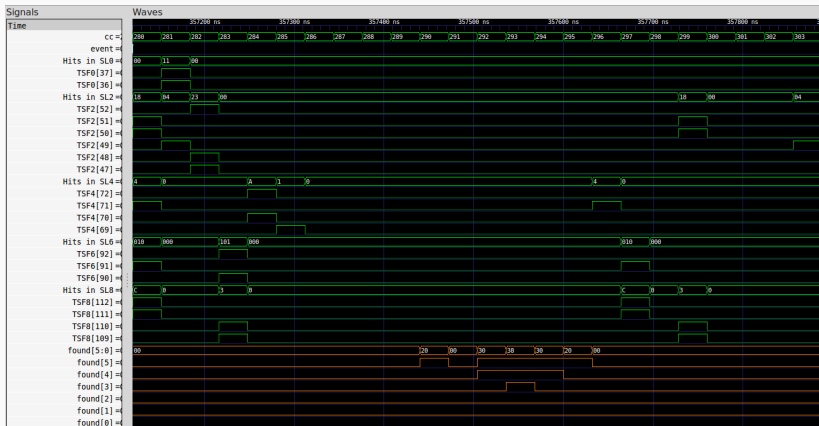 Signals Waves
Time 357200 ns 357300 ns 357400 ns 357500 ns 357600 ns 357700 ns 357800 ns
cc 280 281 282 283 284 285 286 287 288 289 290 291 292 293 294 295 296 297 298 299 300 301 302 303
event
Hits in SL0 00 11 00
TSF0[37]
TSF0[36]
Hits in SL2 18 04 23 00 18 00 04
TSF2[52]
TSF2[51]
TSF2[50]
TSF2[49]
TSF2[48]
TSF2[47]
Hits in SL4 4 0 A 1 0 4 0
TSF4[72]
TSF4[71]
TSF4[70]
TSF4[69]
Hits in SL6 010 000 101 000 010 000
TSF6[92]
TSF6[91]
TSF6[90]
Hits in SL8 C 0 3 0 C 0 3 0
TSF8[112]
TSF8[111]
TSF8[110]
TSF8[109]
found[5:0] 00 20 00 30 38 30 20 00
found[5]
found[4]
found[3]
found[2]
found[1]
found[0]